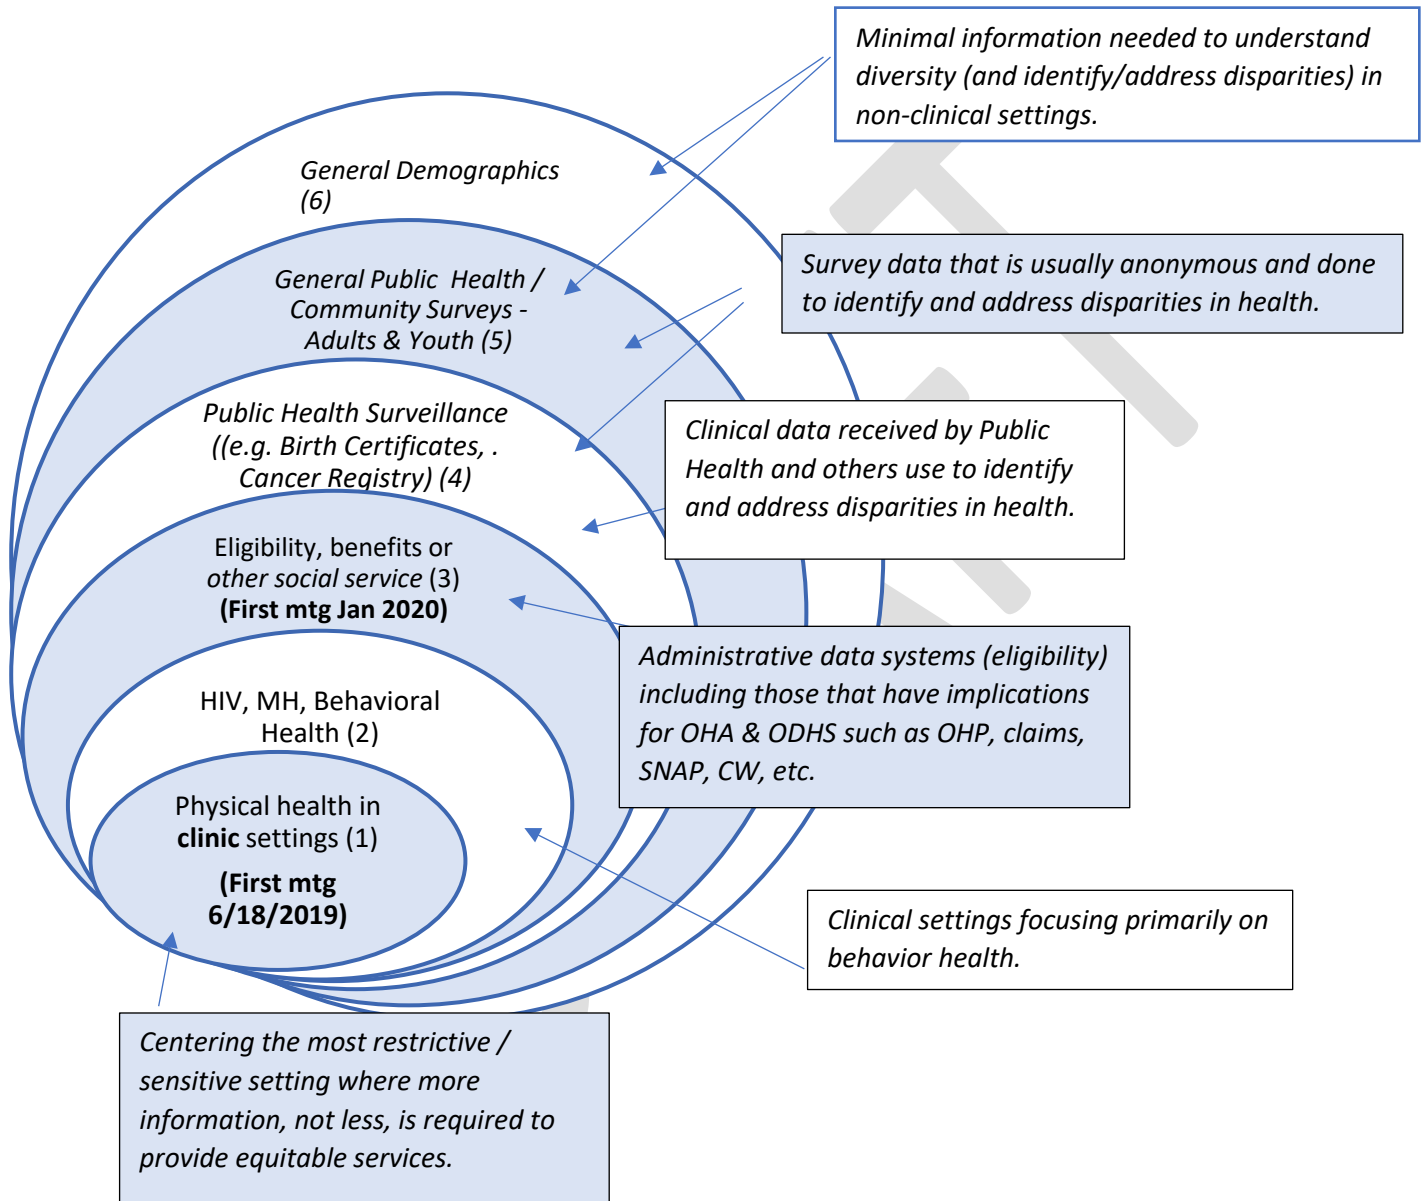 Minimal information needed to understand
diversity (and identify/address disparities) in
non-clinical settings.
General Demographics
(6)
Survey data that is usually anonymous and done
to identify and address disparities in health.
General Public  Health /
Community Surveys -
Adults & Youth (5)
Public Health Surveillance
((e.g. Birth Certificates, .
Cancer Registry) (4)
Clinical data received by Public
Health and others use to identify
and address disparities in health.
Eligibility, benefits or
other social service (3)
(First mtg Jan 2020)
Administrative data systems (eligibility)
including those that have implications
for OHA & ODHS such as OHP, claims,
SNAP, CW, etc.
HIV, MH, Behavioral
Health (2)
Physical health in
clinic settings (1)
(First mtg
6/18/2019)
Clinical settings focusing primarily on
behavior health.
Centering the most restrictive /
sensitive setting where more
information, not less, is required to
provide equitable services.